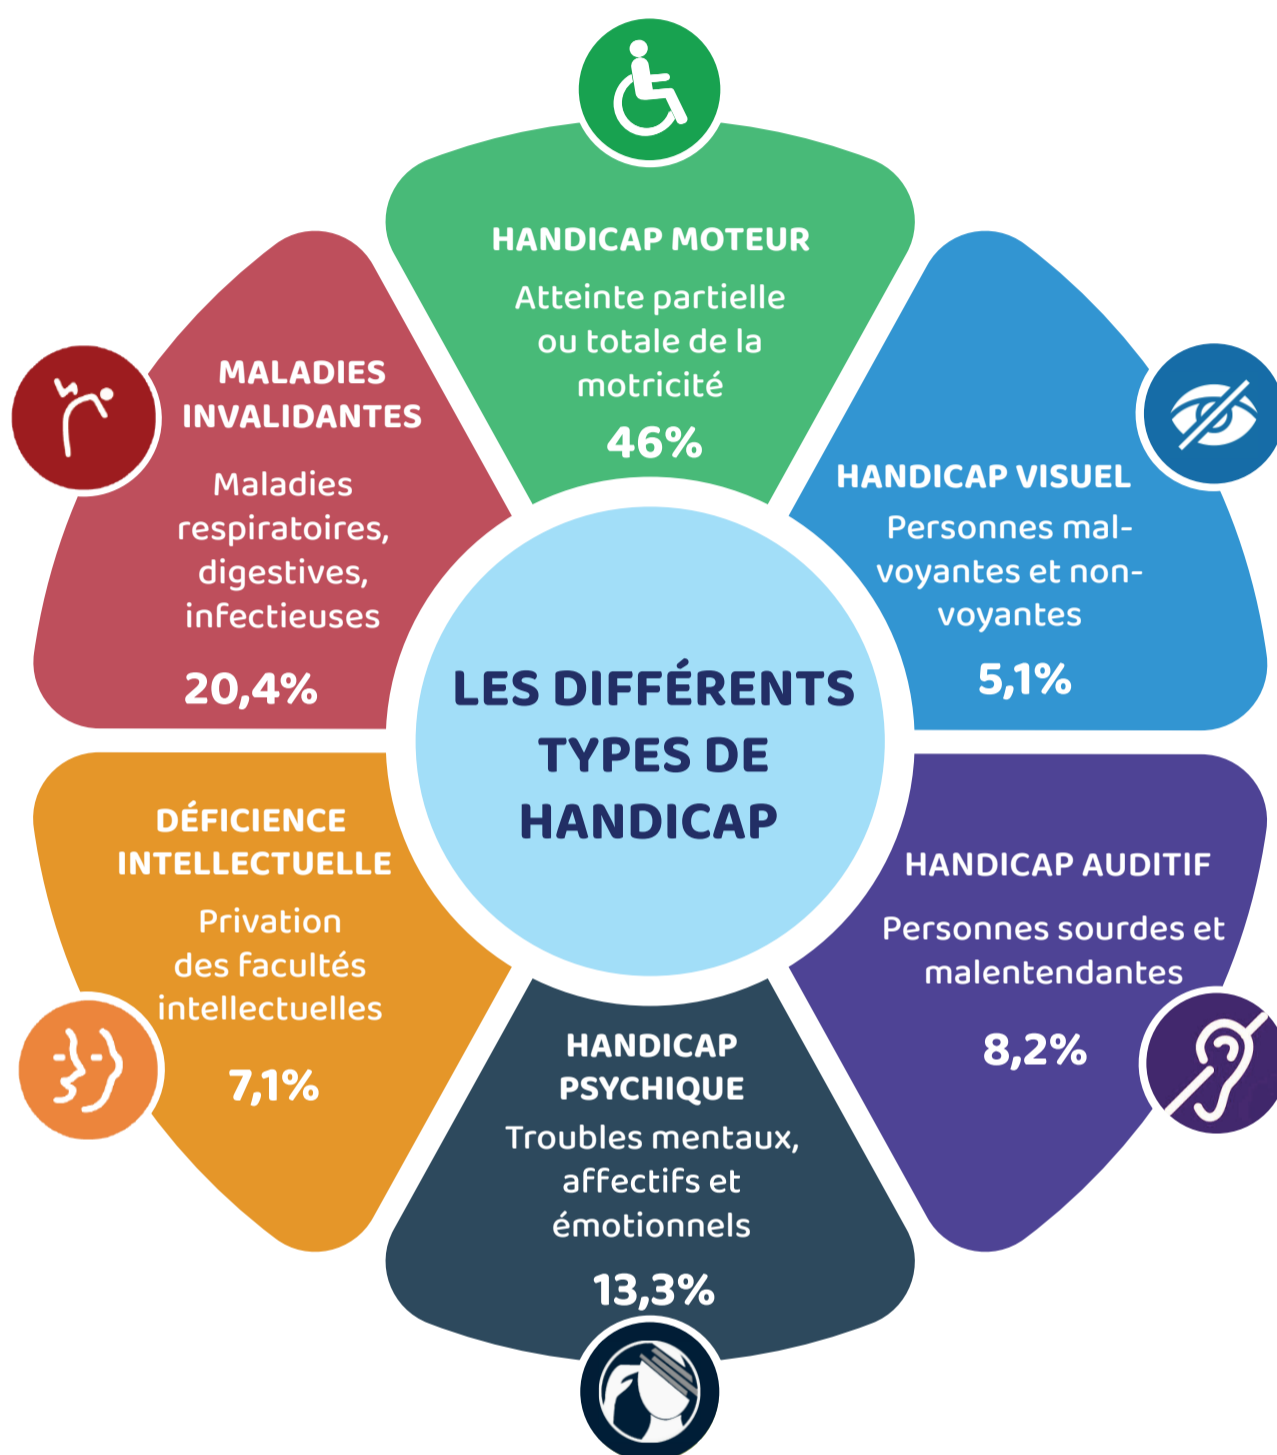 HANDICAP MOTEUR
Atteinte partielle
ou totale de la
motricité
46%
HANDICAP VISUEL
Personnes mal-
voyantes et non-
voyantes
5,1%
HANDICAP AUDITIF
Personnes sourdes et
malentendantes
8,2%
HANDICAP
PSYCHIQUE
Troubles mentaux,
affectifs et
émotionnels
13,3%
DÉFICIENCE
INTELLECTUELLE
Privation
des facultés
intellectuelles
7,1%
MALADIES
INVALIDANTES
Maladies
respiratoires,
digestives,
infectieuses
20,4%
LES DIFFÉRENTS
TYPES DE
HANDICAP